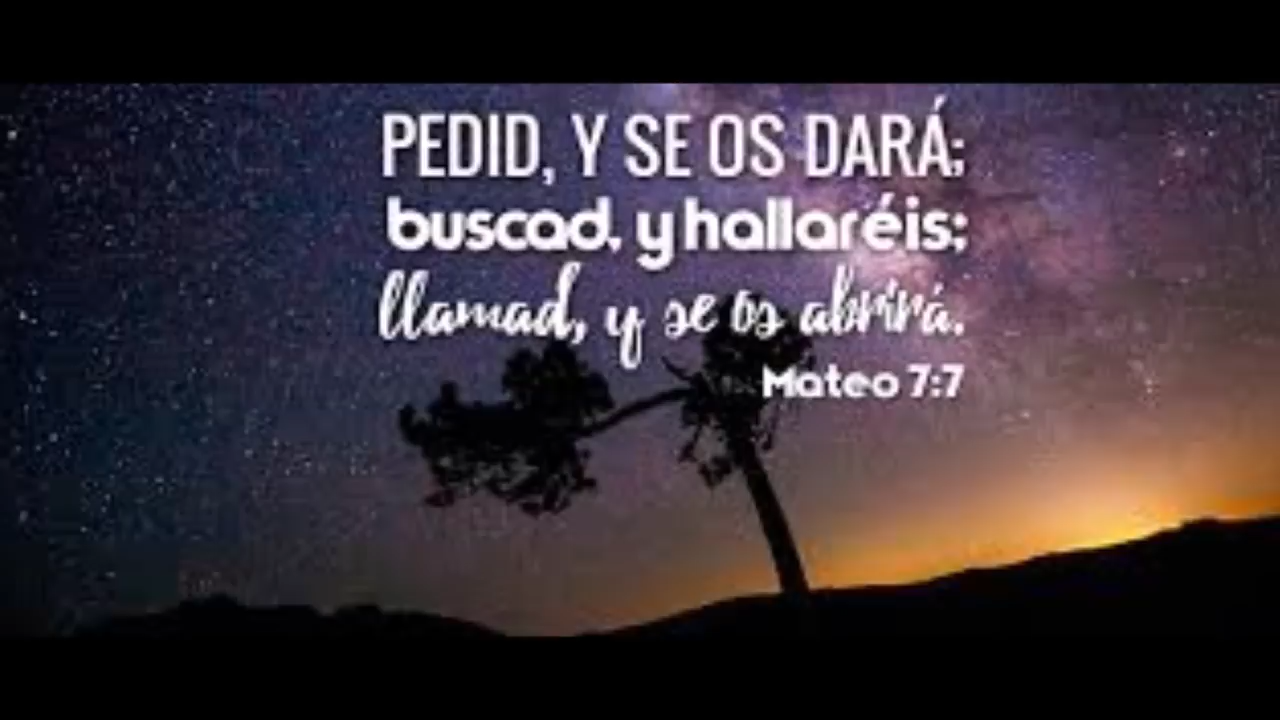 PEDID, Y SE OS DARÁ;
buscad, y hallaréis;
llamad, y se os abrirá.
Mateo 7:7